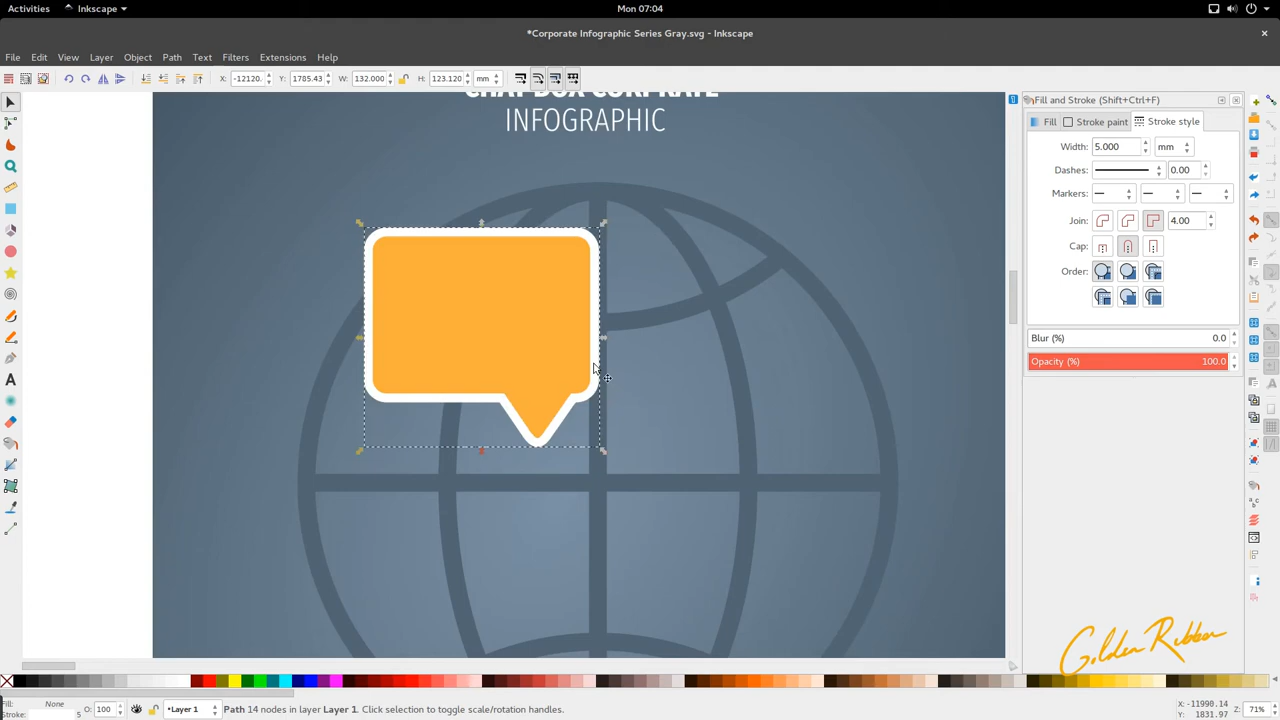 Activities Inkscape Mon 07:04
*Corporate Infographic Series Gray.svg - Inkscape
File Edit View Layer Object Path Text Filters Extensions Help
X: -12120. Y: 1785.43 W: 132.000 H: 123.120 mm
INFOGRAPHIC
Fill and Stroke (Shift+Ctrl+F)
Fill Stroke paint Stroke style
Width: 5.000 mm
Dashes: 0.00
Markers:
Join: 4.00
Cap:
Order:
Blur (%) 0.0
Opacity (%) 100.0
Golden Ribbon
Fill: None
Stroke: 5
O: 100
Layer 1
Path 14 nodes in layer Layer 1. Click selection to toggle scale/rotation handles.
X: -11990.14
Y: 1831.97
Z: 71%